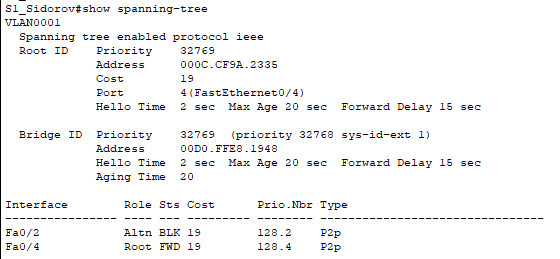 S1_Sidorov#show spanning-tree
VLAN0001
  Spanning tree enabled protocol ieee
  Root ID    Priority    32769
             Address     000C.CF9A.2335
             Cost        19
             Port        4(FastEthernet0/4)
             Hello Time  2 sec  Max Age 20 sec  Forward Delay 15 sec

  Bridge ID  Priority    32769  (priority 32768 sys-id-ext 1)
             Address     00D0.FFE8.1948
             Hello Time  2 sec  Max Age 20 sec  Forward Delay 15 sec
             Aging Time  20

Interface        Role Sts Cost      Prio.Nbr Type
---------------- ---- --- --------- -------- --------------------------------
Fa0/2            Altn BLK 19        128.2    P2p
Fa0/4            Root FWD 19        128.4    P2p